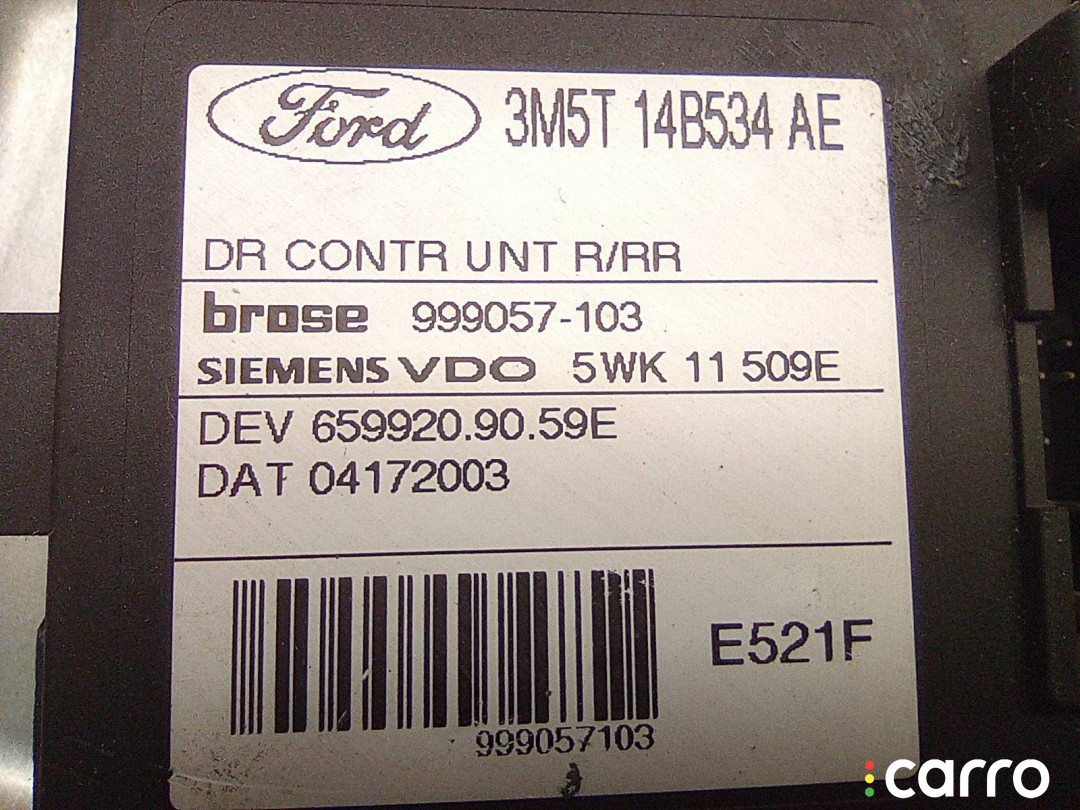 Ford 3M5T 14B534 AE
DR CONTR UNT R/RR
brose 999057-103
SIEMENS VDO 5WK 11 509E
DEV 659920.90.59E
DAT 04172003
E521F
999057103
carro